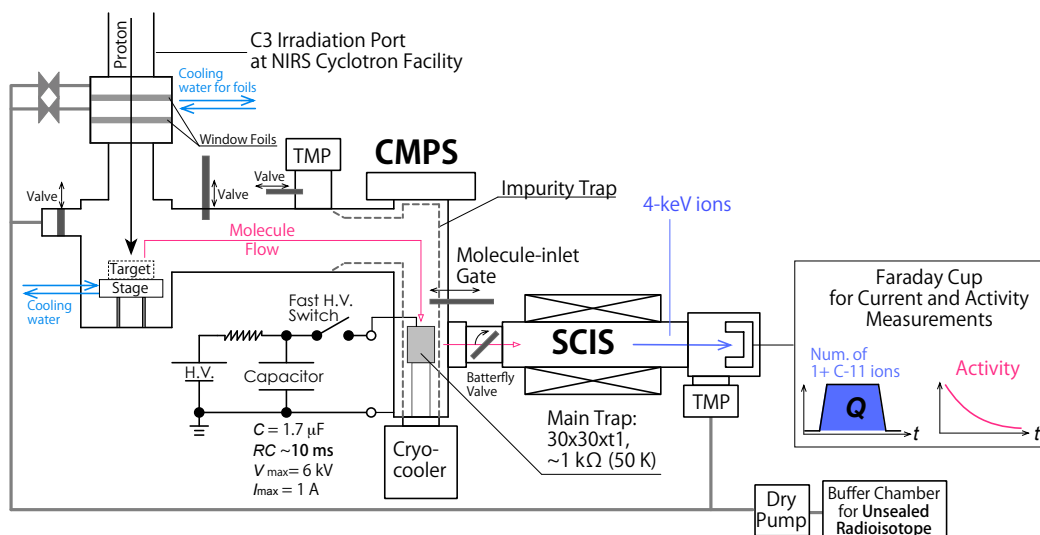 Proton
C3 Irradiation Port
at NIRS Cyclotron Facility
Cooling
water for foils
Window Foils
TMP
CMPS
Valve
Valve
Valve
Impurity Trap
4-keV ions
Molecule
Flow
Molecule-inlet
Gate
Target
Stage
Cooling
water
Fast H.V.
Switch
H.V.
Capacitor
C = 1.7 μF
RC ~10 ms
V max= 6 kV
Imax = 1 A
Cryo-
cooler
Batterfly
Valve
SCIS
TMP
Main Trap:
30x30xt1,
~1 kΩ (50 K)
Faraday Cup
for Current and Activity
Measurements
Num. of
1+ C-11 ions
Activity
Q
t
t
Dry
Pump
Buffer Chamber
for Unsealed
Radioisotope